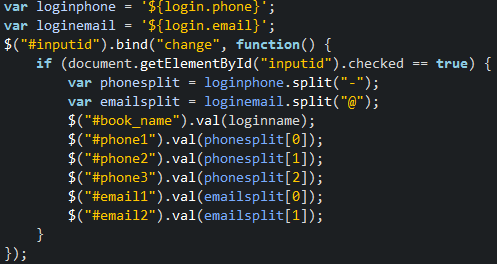 var loginphone = '${login.phone}';
var loginemail = '${login.email}';
$("#inputid").bind("change", function() {
    if (document.getElementById("inputid").checked == true) {
        var phonesplit = loginphone.split("-");
        var emailsplit = loginemail.split("@");
        $("#book_name").val(loginname);
        $("#phone1").val(phonesplit[0]);
        $("#phone2").val(phonesplit[1]);
        $("#phone3").val(phonesplit[2]);
        $("#email1").val(emailsplit[0]);
        $("#email2").val(emailsplit[1]);
    }
});